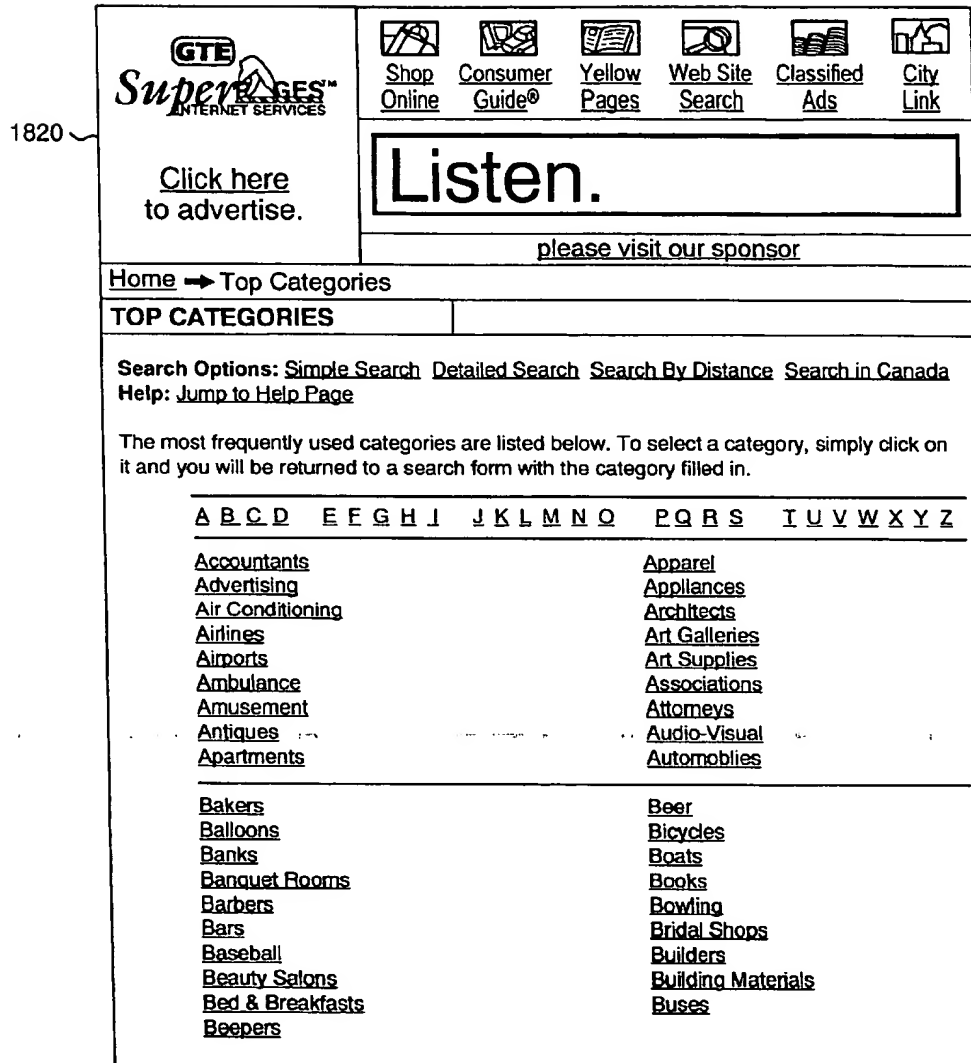 GTE
SuperPAGES™
INTERNET SERVICES
Click here
to advertise.
1820
Shop Online
Consumer Guide®
Yellow Pages
Web Site Search
Classified Ads
City Link
Listen.
please visit our sponsor
Home ➡ Top Categories
TOP CATEGORIES
Search Options: Simple Search Detailed Search Search By Distance Search in Canada
Help: Jump to Help Page
The most frequently used categories are listed below. To select a category, simply click on
it and you will be returned to a search form with the category filled in.
A B C D E F G H I J K L M N O P Q R S T U V W X Y Z
Accountants
Advertising
Air Conditioning
Airlines
Airports
Ambulance
Amusement
Antiques
Apartments
Apparel
Appliances
Architects
Art Galleries
Art Supplies
Associations
Attorneys
Audio-Visual
Automoblies
Bakers
Balloons
Banks
Banquet Rooms
Barbers
Bars
Baseball
Beauty Salons
Bed & Breakfasts
Beepers
Beer
Bicycles
Boats
Books
Bowling
Bridal Shops
Builders
Building Materials
Buses